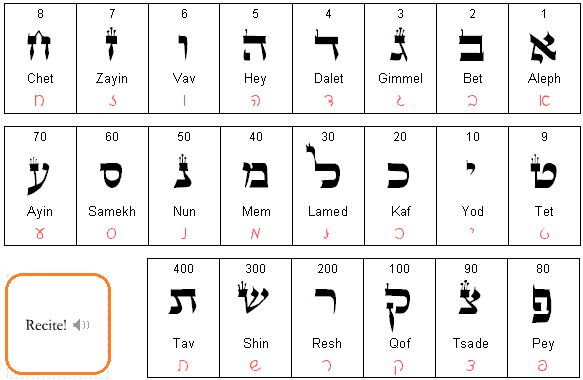 8 7 6 5 4 3 2 1
א ב ג ד ה ו ז ח
Chet Zayin Vav Hey Dalet Gimmel Bet Aleph
א ב ג ד ה ו ז ח
70 60 50 40 30 20 10 9
ט י כ ל מ נ ס ע
Ayin Samekh Nun Mem Lamed Kaf Yod Tet
ט י כ ל מ נ ס ע
400 300 200 100 90 80
פ צ ק ר ש ת
Recite!
Tav Shin Resh Qof Tsade Pey
פ צ ק ר ש ת